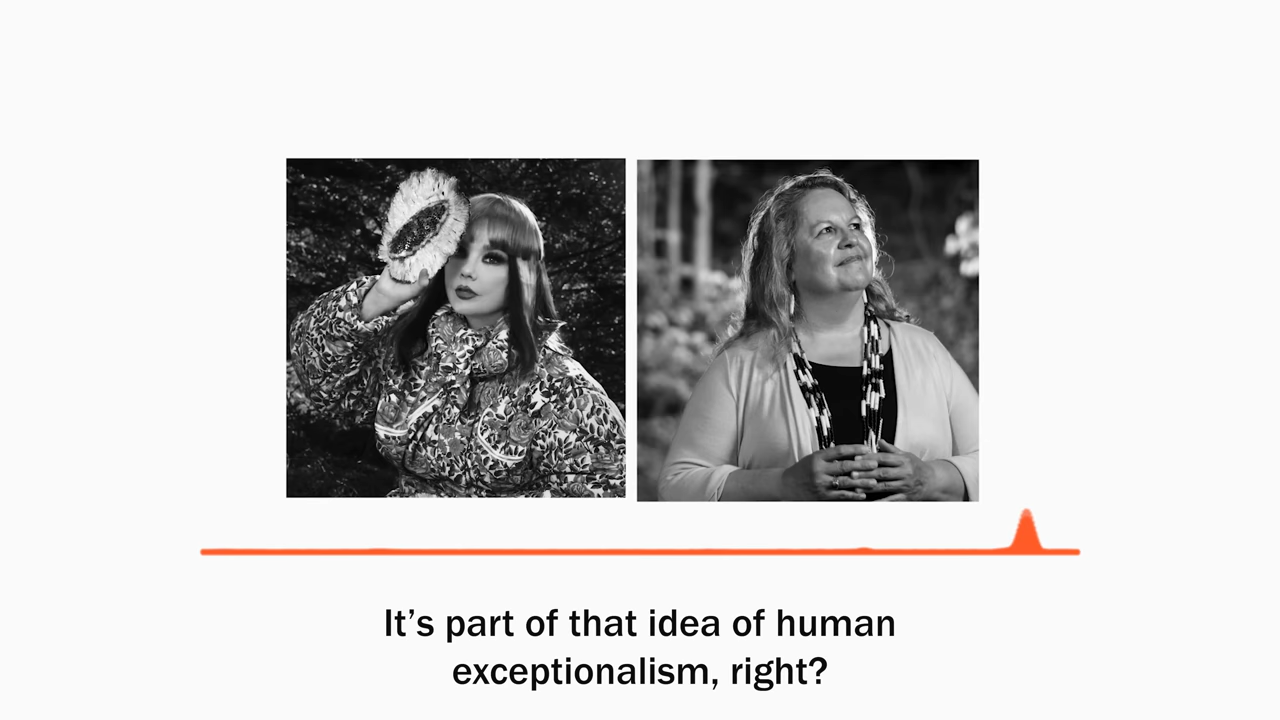 It’s part of that idea of human
exceptionalism, right?